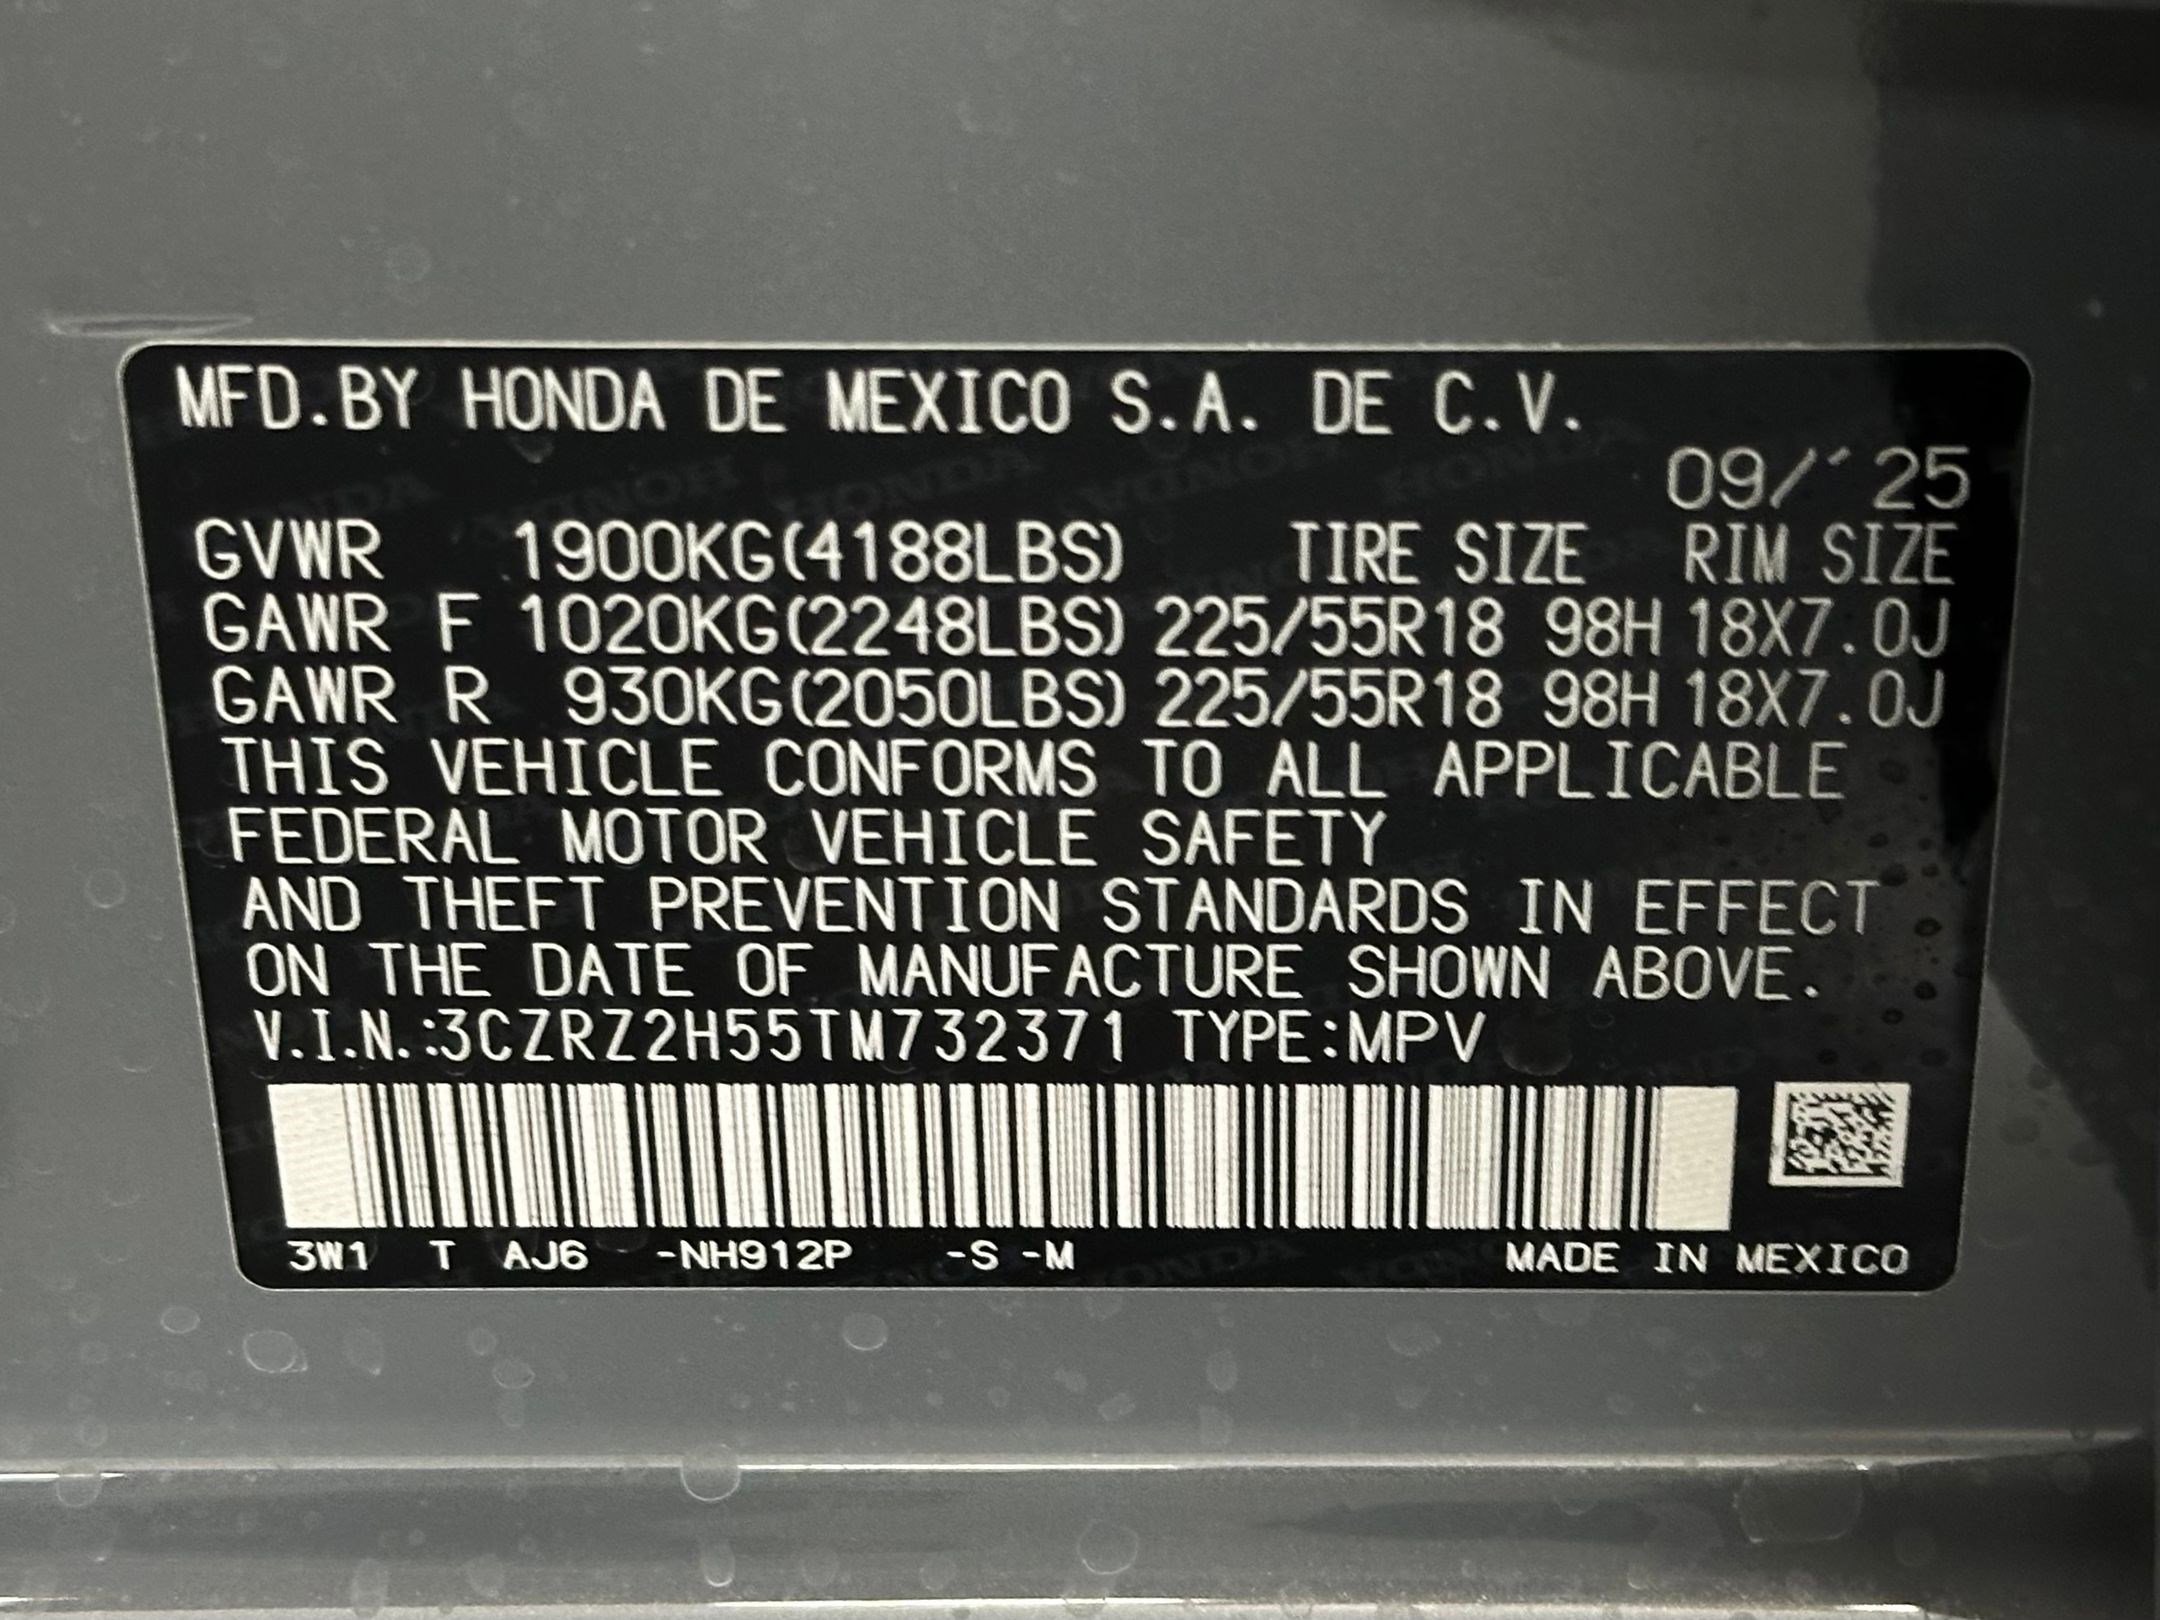 MFD.BY HONDA DE MEXICO S.A. DE C.V.
09/'25
GVWR 1900KG(4188LBS) TIRE SIZE RIM SIZE
GAWR F 1020KG(2248LBS) 225/55R18 98H 18X7.0J
GAWR R 930KG(2050LBS) 225/55R18 98H 18X7.0J
THIS VEHICLE CONFORMS TO ALL APPLICABLE
FEDERAL MOTOR VEHICLE SAFETY
AND THEFT PREVENTION STANDARDS IN EFFECT
ON THE DATE OF MANUFACTURE SHOWN ABOVE.
V.I.N.:3CZRZ2H55TM732371 TYPE:MPV
3W1 T AJ6 -NH912P -S -M MADE IN MEXICO